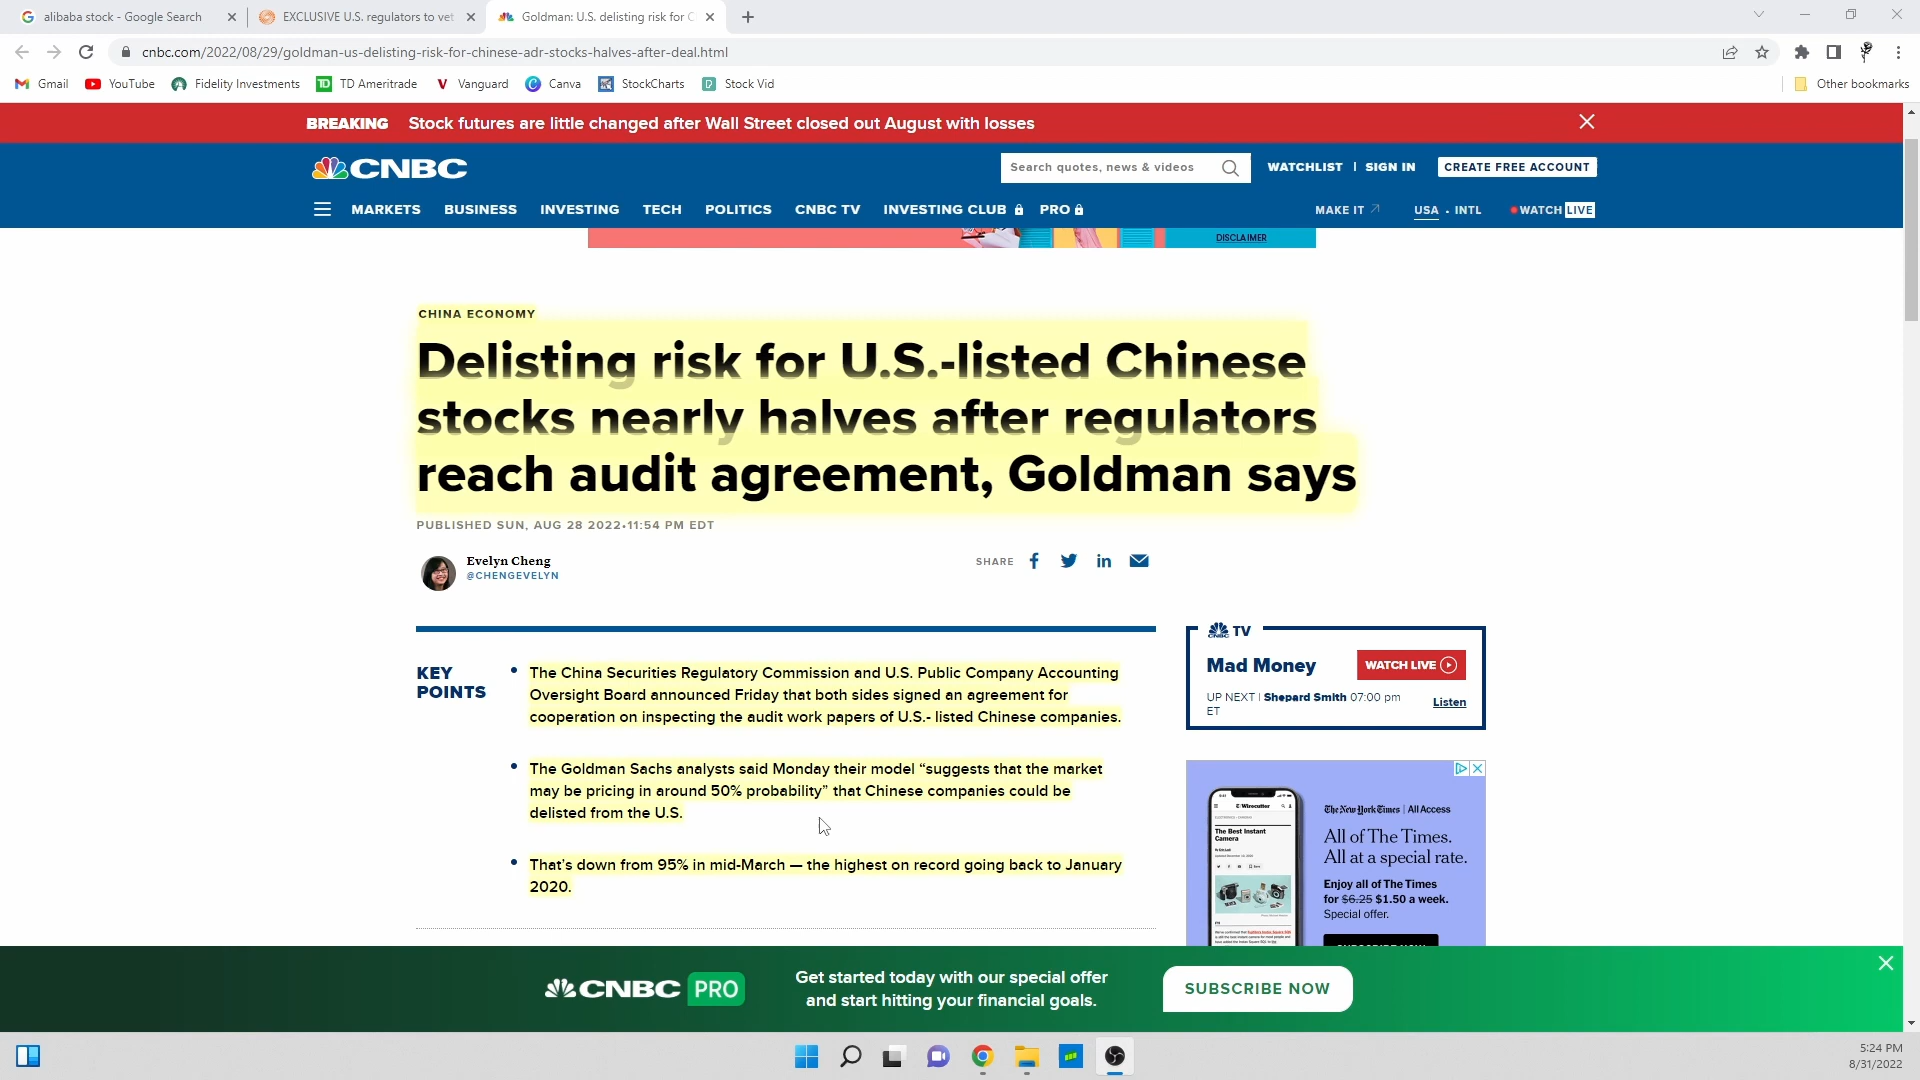 alibaba stock - Google Search
EXCLUSIVE U.S. regulators to vet
Goldman: U.S. delisting risk for C
cnbc.com/2022/08/29/goldman-us-delisting-risk-for-chinese-adr-stocks-halves-after-deal.html
Gmail YouTube Fidelity Investments TD Ameritrade Vanguard Canva StockCharts Stock Vid Other bookmarks
BREAKING Stock futures are little changed after Wall Street closed out August with losses
CNBC
Search quotes, news & videos
WATCHLIST | SIGN IN
CREATE FREE ACCOUNT
MARKETS BUSINESS INVESTING TECH POLITICS CNBC TV INVESTING CLUB PRO
MAKE IT USA • INTL WATCH LIVE
DISCLAIMER
CHINA ECONOMY
Delisting risk for U.S.-listed Chinese
stocks nearly halves after regulators
reach audit agreement, Goldman says
PUBLISHED SUN, AUG 28 2022•11:54 PM EDT
Evelyn Cheng
@CHENGEVELYN
SHARE
KEY
POINTS
• The China Securities Regulatory Commission and U.S. Public Company Accounting
Oversight Board announced Friday that both sides signed an agreement for
cooperation on inspecting the audit work papers of U.S.- listed Chinese companies.
• The Goldman Sachs analysts said Monday their model “suggests that the market
may be pricing in around 50% probability” that Chinese companies could be
delisted from the U.S.
• That’s down from 95% in mid-March — the highest on record going back to January
2020.
CNBC TV
Mad Money
WATCH LIVE
UP NEXT | Shepard Smith 07:00 pm
ET
Listen
Wirecutter
The Best Instant
Camera
The New York Times | All Access
All of The Times.
All at a special rate.
Enjoy all of The Times
for $6.25 $1.50 a week.
Special offer.
SUBSCRIBE NOW
CNBC PRO
Get started today with our special offer
and start hitting your financial goals.
SUBSCRIBE NOW
5:24 PM
8/31/2022